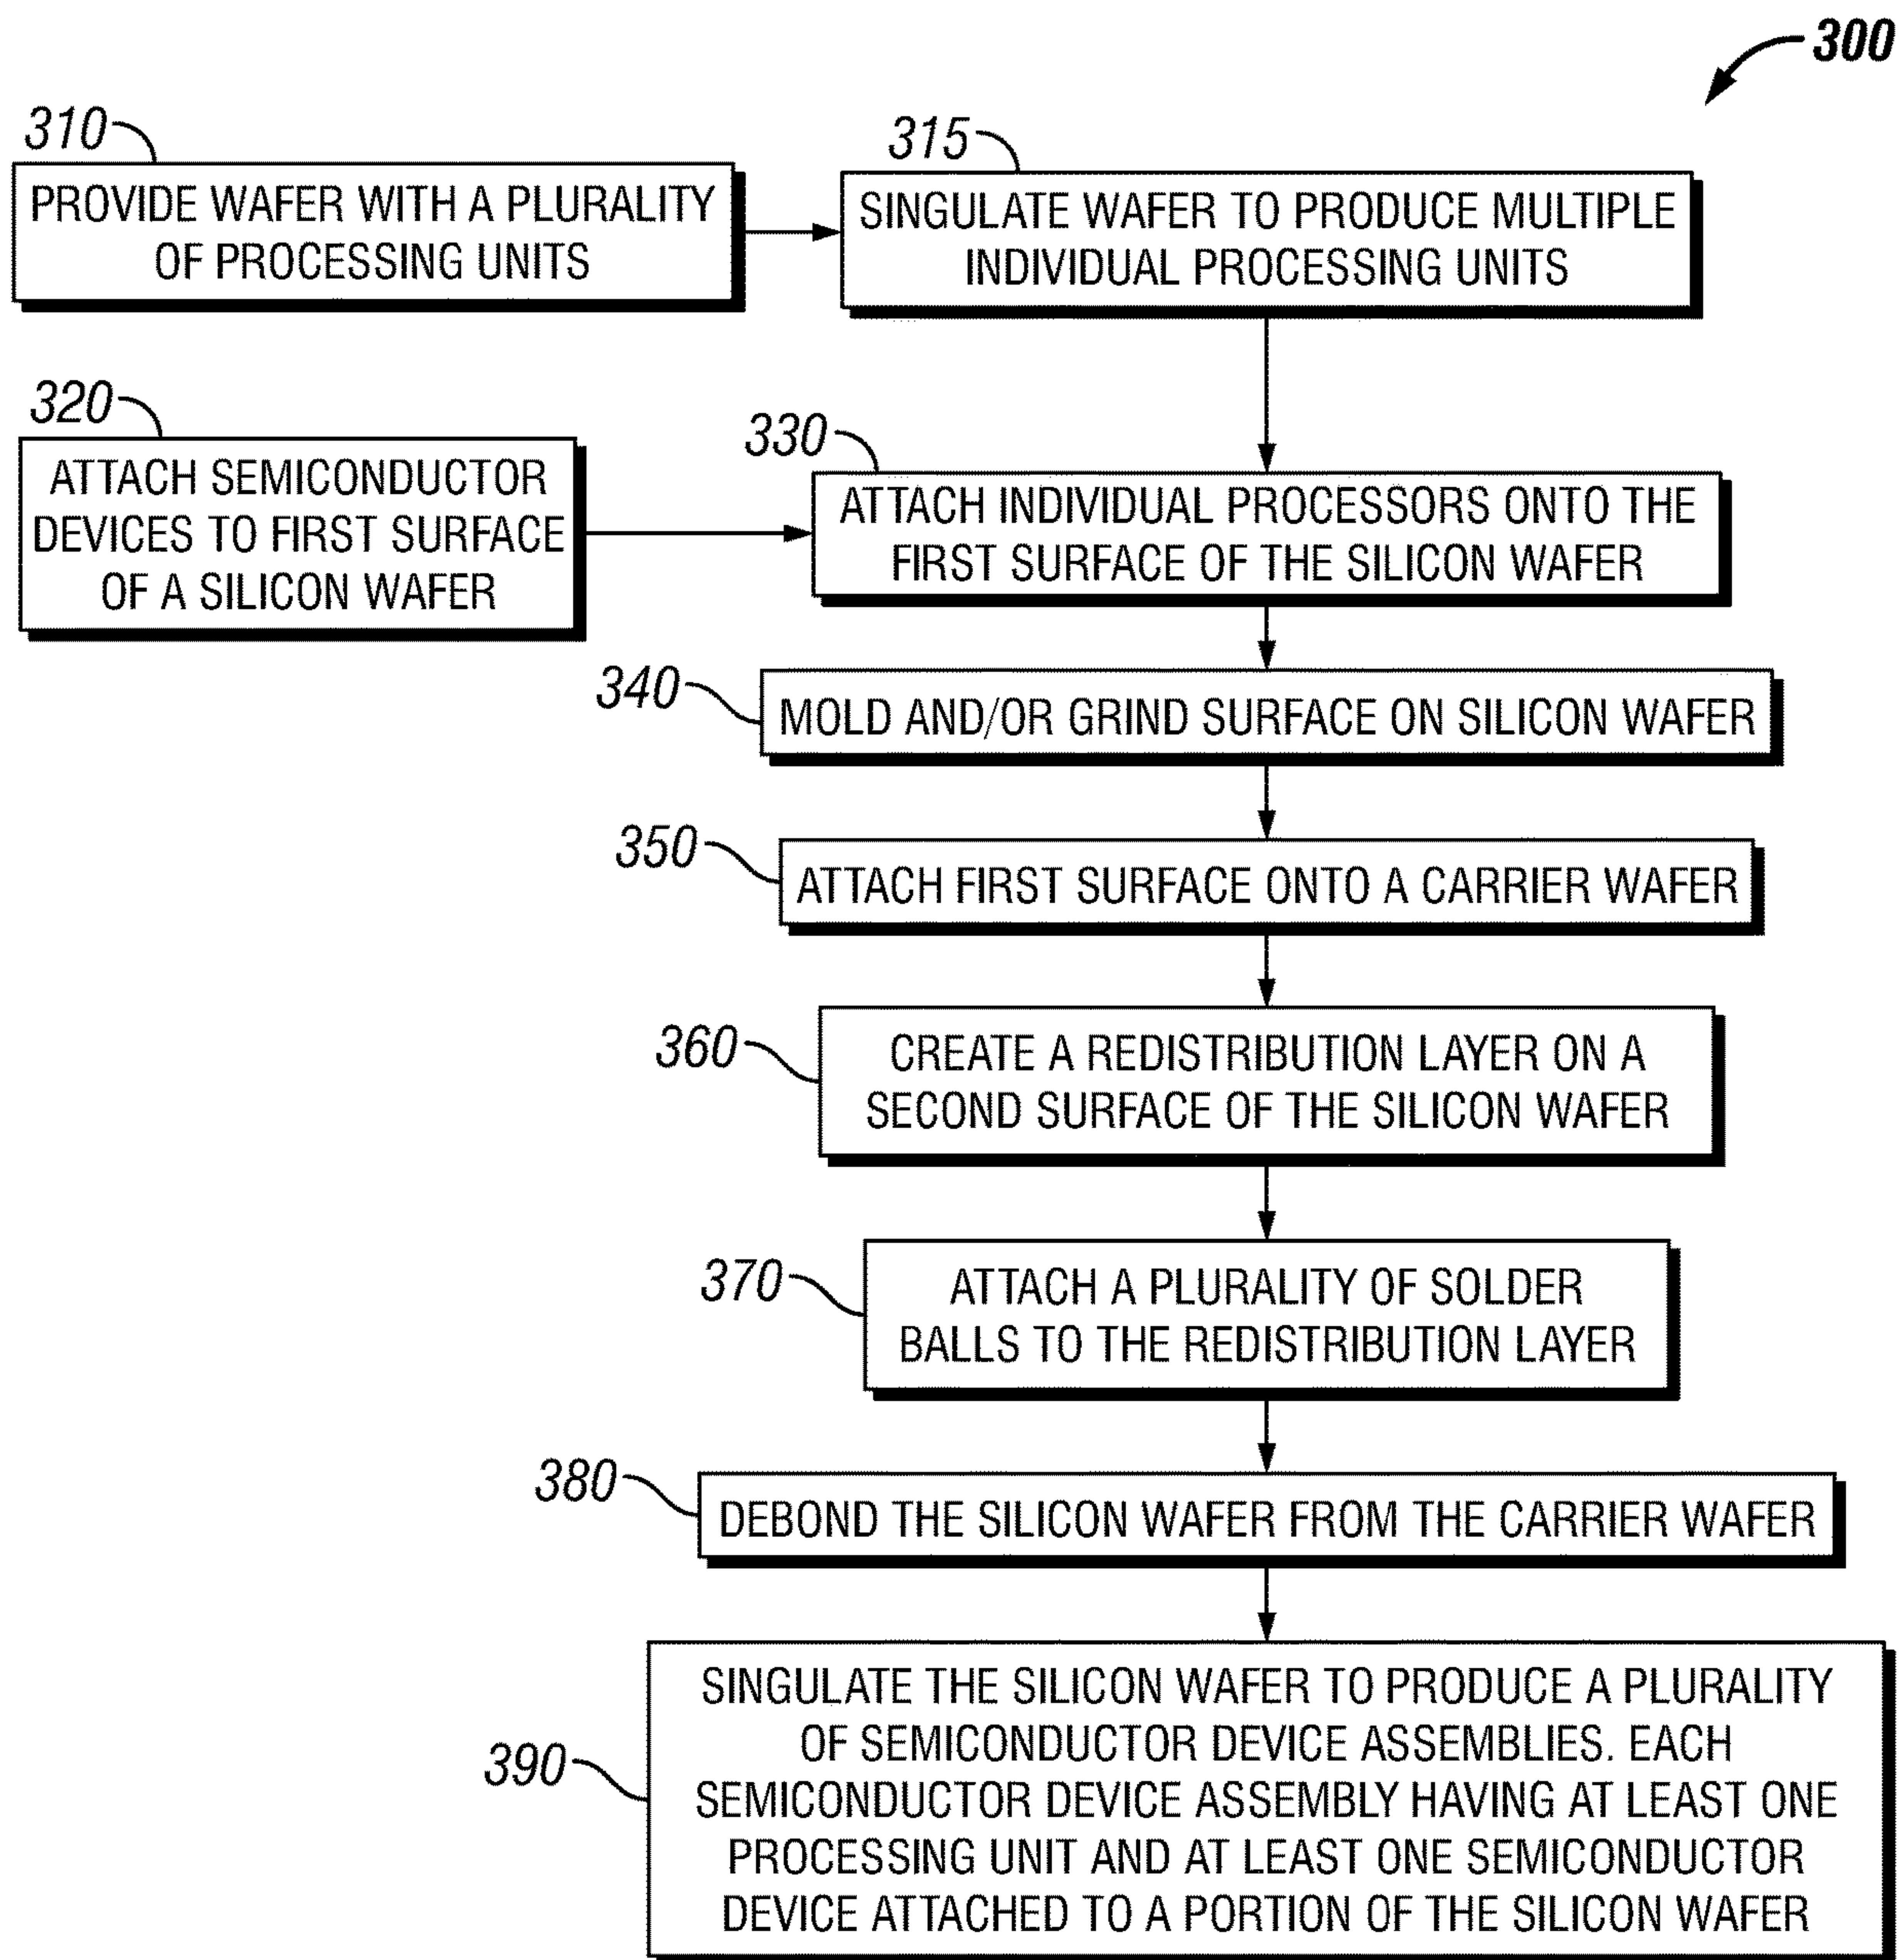 300
310
PROVIDE WAFER WITH A PLURALITY
OF PROCESSING UNITS
315
SINGULATE WAFER TO PRODUCE MULTIPLE
INDIVIDUAL PROCESSING UNITS
320
ATTACH SEMICONDUCTOR
DEVICES TO FIRST SURFACE
OF A SILICON WAFER
330
ATTACH INDIVIDUAL PROCESSORS ONTO THE
FIRST SURFACE OF THE SILICON WAFER
340
MOLD AND/OR GRIND SURFACE ON SILICON WAFER
350
ATTACH FIRST SURFACE ONTO A CARRIER WAFER
360
CREATE A REDISTRIBUTION LAYER ON A
SECOND SURFACE OF THE SILICON WAFER
370
ATTACH A PLURALITY OF SOLDER
BALLS TO THE REDISTRIBUTION LAYER
380
DEBOND THE SILICON WAFER FROM THE CARRIER WAFER
390
SINGULATE THE SILICON WAFER TO PRODUCE A PLURALITY
OF SEMICONDUCTOR DEVICE ASSEMBLIES. EACH
SEMICONDUCTOR DEVICE ASSEMBLY HAVING AT LEAST ONE
PROCESSING UNIT AND AT LEAST ONE SEMICONDUCTOR
DEVICE ATTACHED TO A PORTION OF THE SILICON WAFER